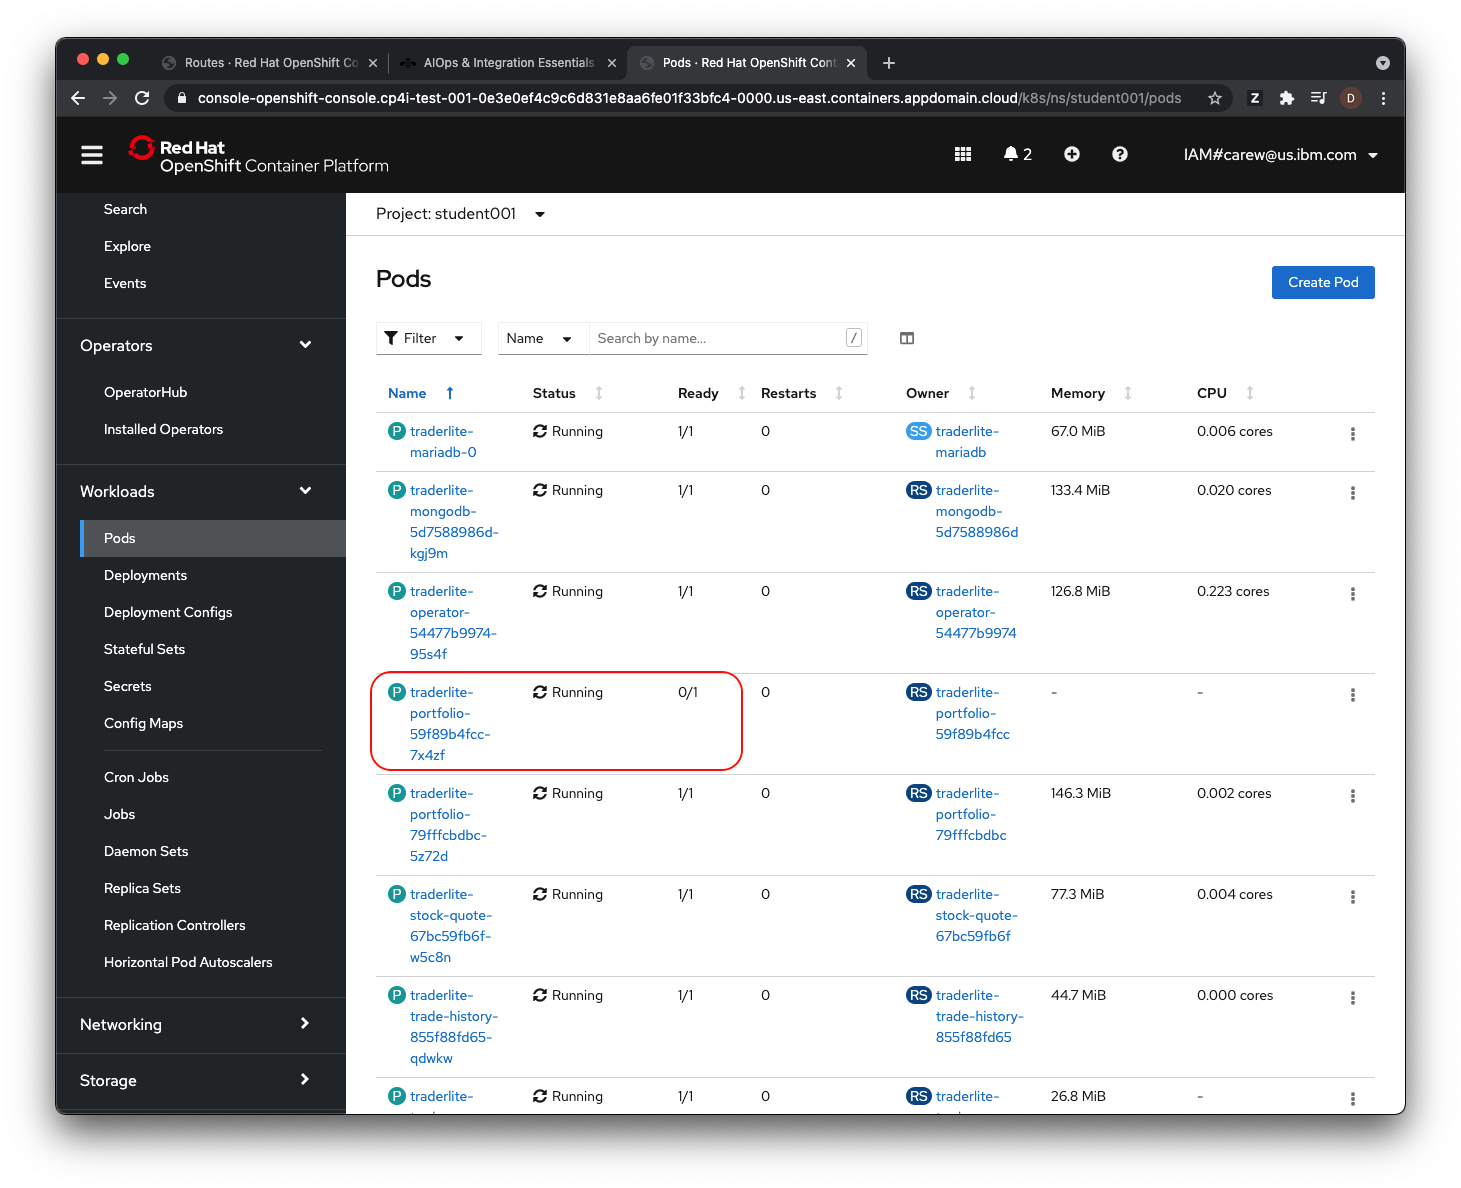 Routes · Red Hat OpenShift Co
AIOps & Integration Essentials
Pods · Red Hat OpenShift Cont
console-openshift-console.cp4i-test-001-0e3e0ef4c9c6d831e8aa6fe01f33bfc4-0000.us-east.containers.appdomain.cloud/k8s/ns/student001/pods
Z
D
Red Hat
OpenShift Container Platform
2
IAM#carew@us.ibm.com
Search
Explore
Events
Operators
OperatorHub
Installed Operators
Workloads
Pods
Deployments
Deployment Configs
Stateful Sets
Secrets
Config Maps
Cron Jobs
Jobs
Daemon Sets
Replica Sets
Replication Controllers
Horizontal Pod Autoscalers
Networking
Storage
Project: student001
Pods
Create Pod
Filter
Name
Search by name...
/
Name Status Ready Restarts Owner Memory CPU
P traderlite- Running 1/1 0 SS traderlite- 67.0 MiB 0.006 cores
mariadb-0 mariadb
P traderlite- Running 1/1 0 RS traderlite- 133.4 MiB 0.020 cores
mongodb- mongodb-
5d7588986d- 5d7588986d
kgj9m
P traderlite- Running 1/1 0 RS traderlite- 126.8 MiB 0.223 cores
operator- operator-
54477b9974- 54477b9974
95s4f
P traderlite- Running 0/1 0 RS traderlite- - -
portfolio- portfolio-
59f89b4fcc- 59f89b4fcc
7x4zf
P traderlite- Running 1/1 0 RS traderlite- 146.3 MiB 0.002 cores
portfolio- portfolio-
79fffcbdbc- 79fffcbdbc
5z72d
P traderlite- Running 1/1 0 RS traderlite- 77.3 MiB 0.004 cores
stock-quote- stock-quote-
67bc59fb6f- 67bc59fb6f
w5c8n
P traderlite- Running 1/1 0 RS traderlite- 44.7 MiB 0.000 cores
trade-history- trade-history-
855f88fd65- 855f88fd65
qdwkw
P traderlite- Running 1/1 0 RS traderlite- 26.8 MiB -